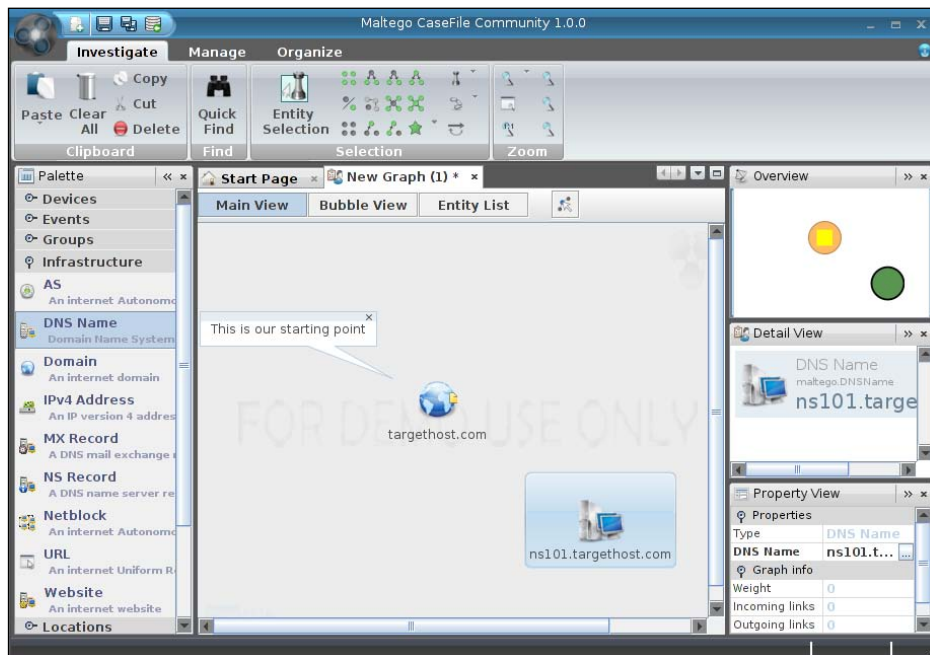 Maltego CaseFile Community 1.0.0
Investigate Manage Organize
Paste
Clear All
Copy
Cut
Delete
Clipboard
Quick Find
Find
Entity Selection
Selection
Zoom
Palette
Devices
Events
Groups
Infrastructure
AS
An internet Autonomo
DNS Name
Domain Name System
Domain
An internet domain
IPv4 Address
An IP version 4 addres
MX Record
A DNS mail exchange
NS Record
A DNS name server re
Netblock
An internet Autonomo
URL
An internet Uniform R
Website
An internet website
Locations
Start Page
New Graph (1) *
Main View Bubble View Entity List
This is our starting point
FOR DEMO USE ONLY
targethost.com
ns101.targethost.com
Overview
Detail View
DNS Name
maltego.DNSName
ns101.targe
Property View
Properties
Type DNS Name
DNS Name ns101.t... ...
Graph info
Weight 0
Incoming links 0
Outgoing links 0